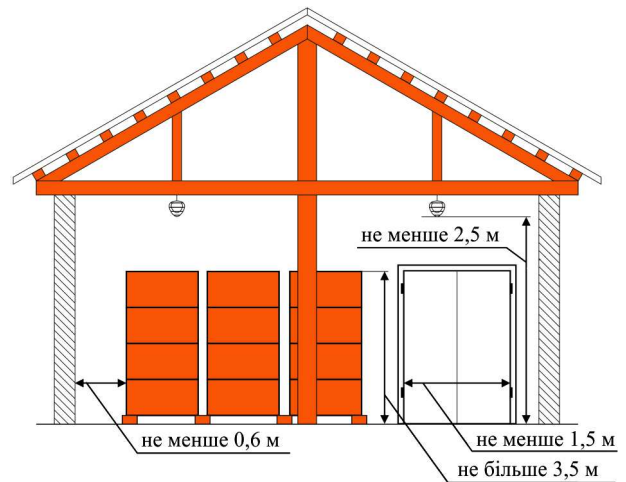 не менше 2,5 м
не менше 0,6 м
не менше 1,5 м
не більше 3,5 м